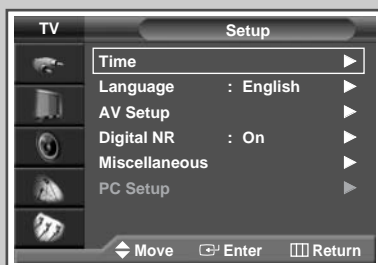 TV Setup
Time
Language : English
AV Setup
Digital NR : On
Miscellaneous
PC Setup
Move Enter Return